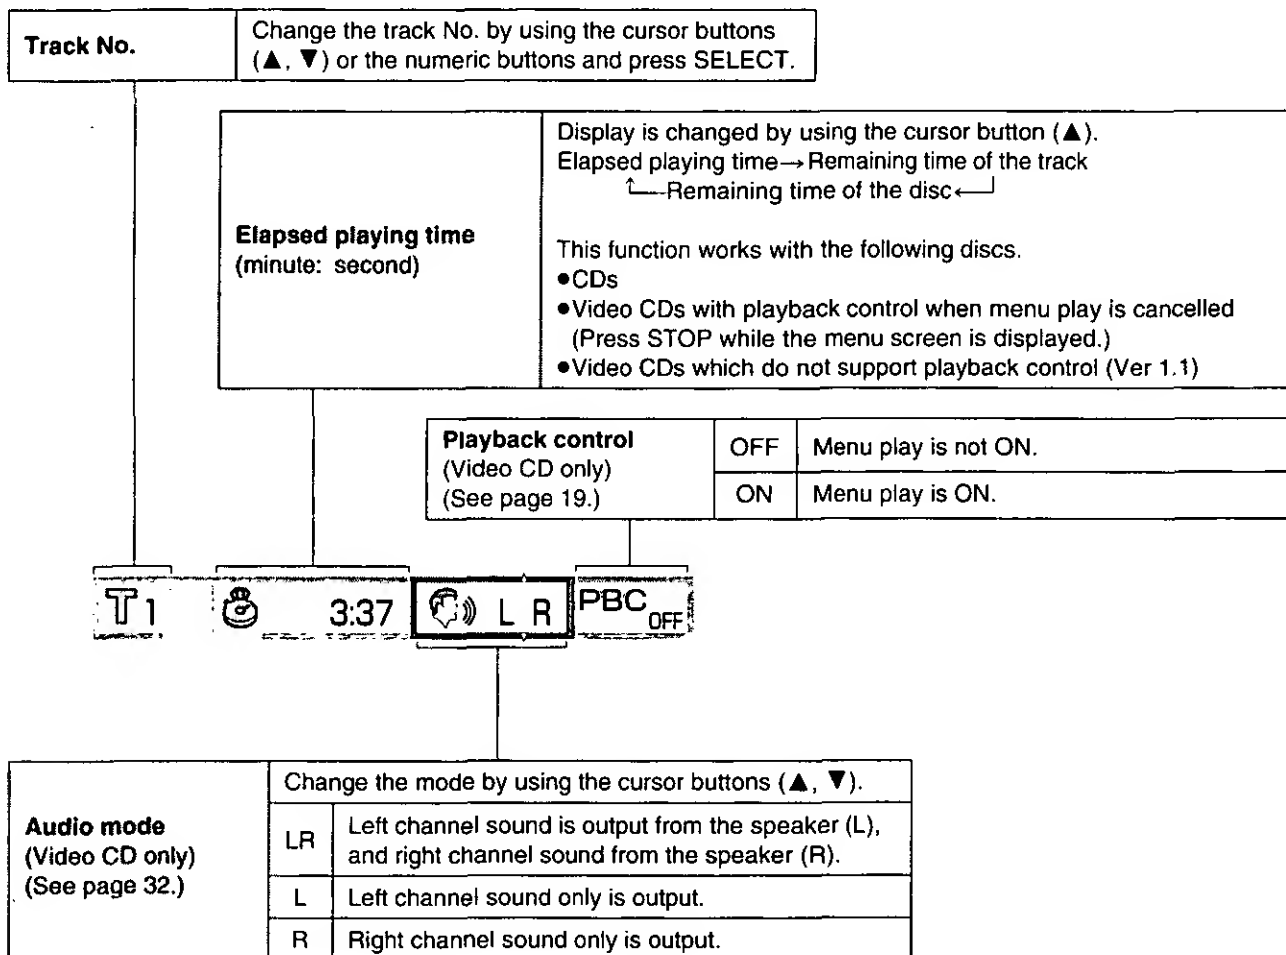 Track No.
Change the track No. by using the cursor buttons
(▲, ▼) or the numeric buttons and press SELECT.
Elapsed playing time
(minute: second)
Display is changed by using the cursor button (▲).
Elapsed playing time→Remaining time of the track
Remaining time of the disc←
This function works with the following discs.
●CDs
●Video CDs with playback control when menu play is cancelled
(Press STOP while the menu screen is displayed.)
●Video CDs which do not support playback control (Ver 1.1)
Playback control
(Video CD only)
(See page 19.)
OFF Menu play is not ON.
ON Menu play is ON.
T 1 3:37 L R PBC OFF
Audio mode
(Video CD only)
(See page 32.)
Change the mode by using the cursor buttons (▲, ▼).
LR Left channel sound is output from the speaker (L),
and right channel sound from the speaker (R).
L Left channel sound only is output.
R Right channel sound only is output.